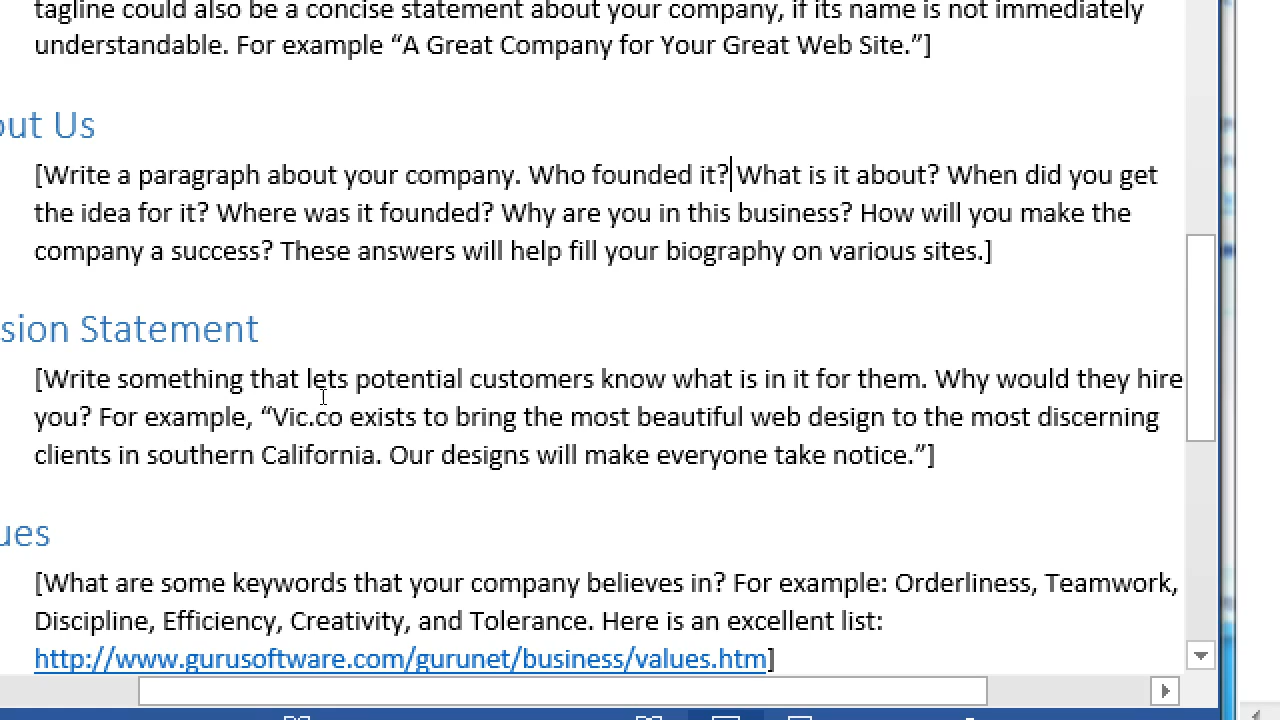 tagline could also be a concise statement about your company, if its name is not immediately
understandable. For example “A Great Company for Your Great Web Site.”]
out Us
[Write a paragraph about your company. Who founded it? What is it about? When did you get
the idea for it? Where was it founded? Why are you in this business? How will you make the
company a success? These answers will help fill your biography on various sites.]
sion Statement
[Write something that lets potential customers know what is in it for them. Why would they hire
you? For example, “Vic.co exists to bring the most beautiful web design to the most discerning
clients in southern California. Our designs will make everyone take notice.”]
ues
[What are some keywords that your company believes in? For example: Orderliness, Teamwork,
Discipline, Efficiency, Creativity, and Tolerance. Here is an excellent list:
http://www.gurusoftware.com/gurunet/business/values.htm]